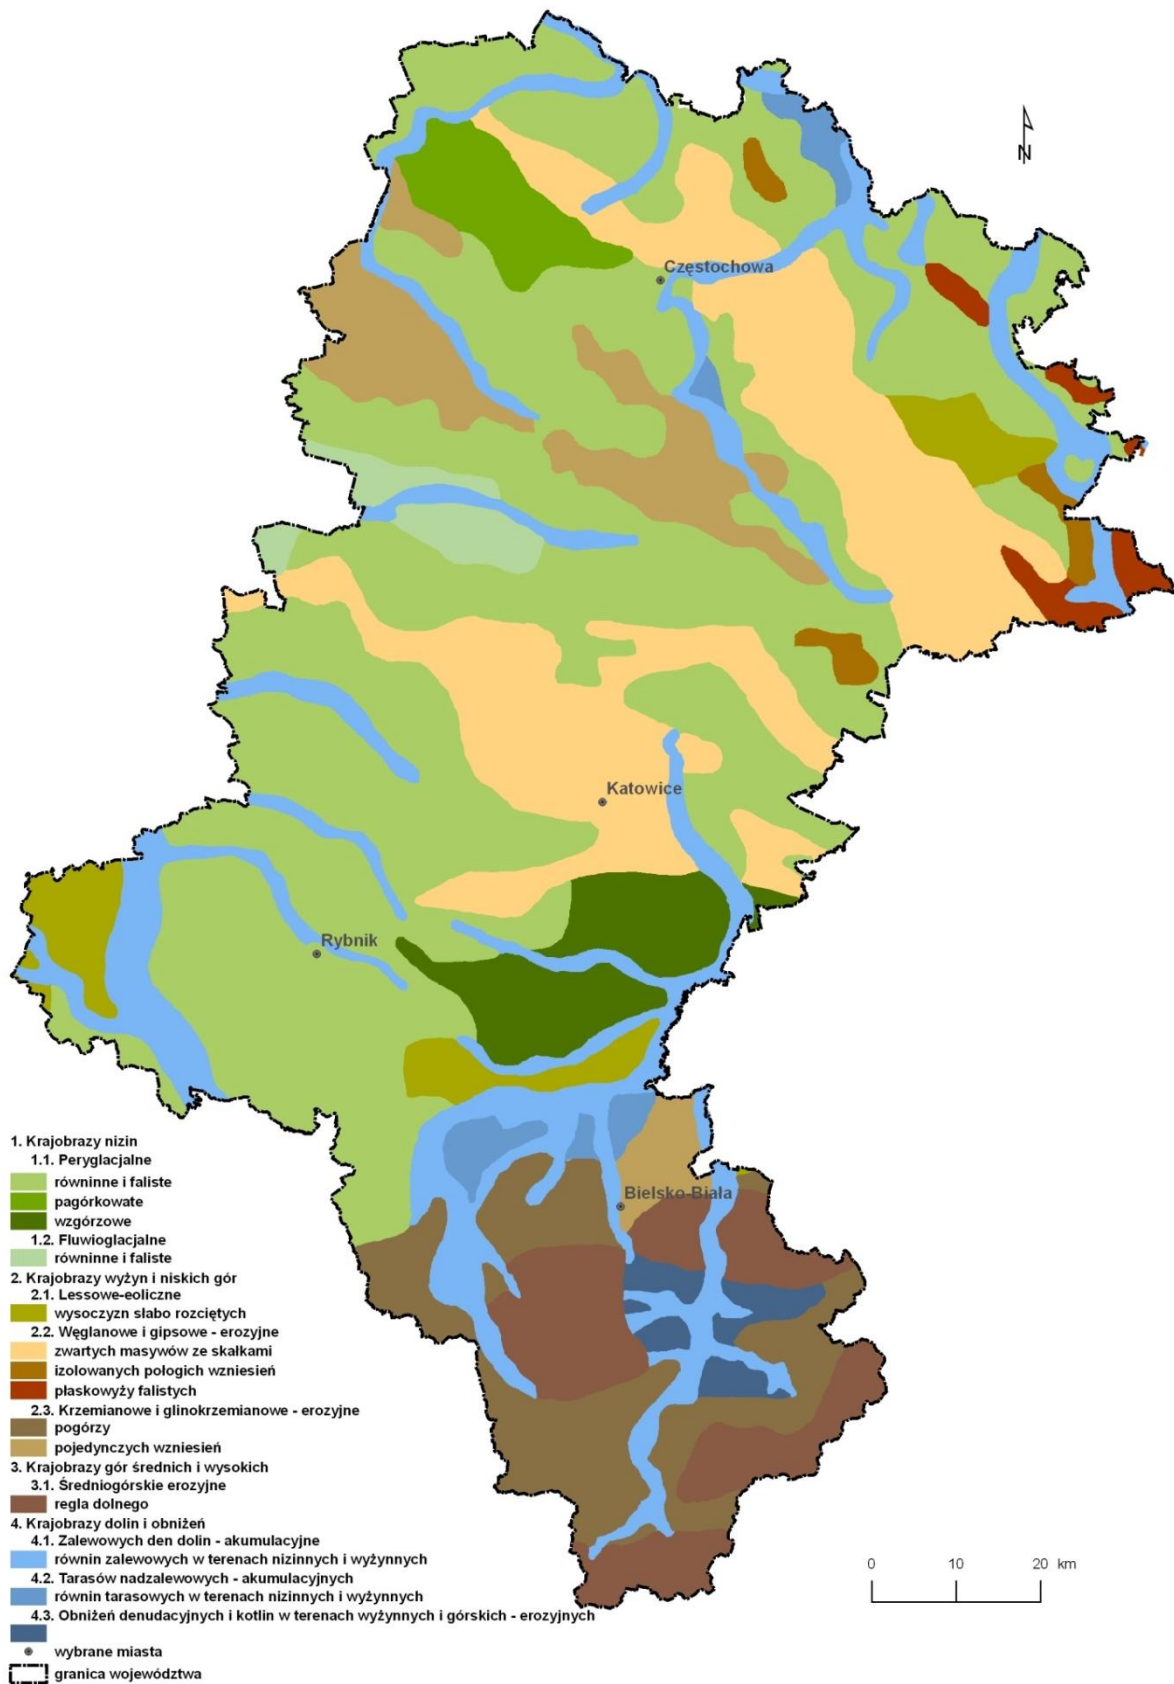 N
Częstochowa
Katowice
Rybnik
Bielsko-Biala
1. Krajobrazy nizin
1.1. Peryglacjalne
równinne i faliste
pagórkowate
wzgórzowe
1.2. Fluwioglacjalne
równinne i faliste
2. Krajobrazy wyżyn i niskich gór
2.1. Lessowe-eoliczne
wysoczyzn słabo rozciętych
2.2. Węglanowe i gipsowe - erozyjne
zwartych masywów ze skałkami
izolowanych połogich wzniesień
płaskowyży falistych
2.3. Krzemianowe i glinokrzemianowe - erozyjne
pogórzy
pojedynczych wzniesień
3. Krajobrazy gór średnich i wysokich
3.1. Średniogórskie erozyjne
regla dolnego
4. Krajobrazy dolin i obniżeń
4.1. Zalewowych den dolin - akumulacyjne
równin zalewowych w terenach nizinnych i wyżynnych
4.2. Tarasów nadzalewowych - akumulacyjnych
równin tarasowych w terenach nizinnych i wyżynnych
4.3. Obniżeń denudacyjnych i kotlin w terenach wyżynnych i górskich - erozyjnych
wybrane miasta
granica województwa
0 10 20 km